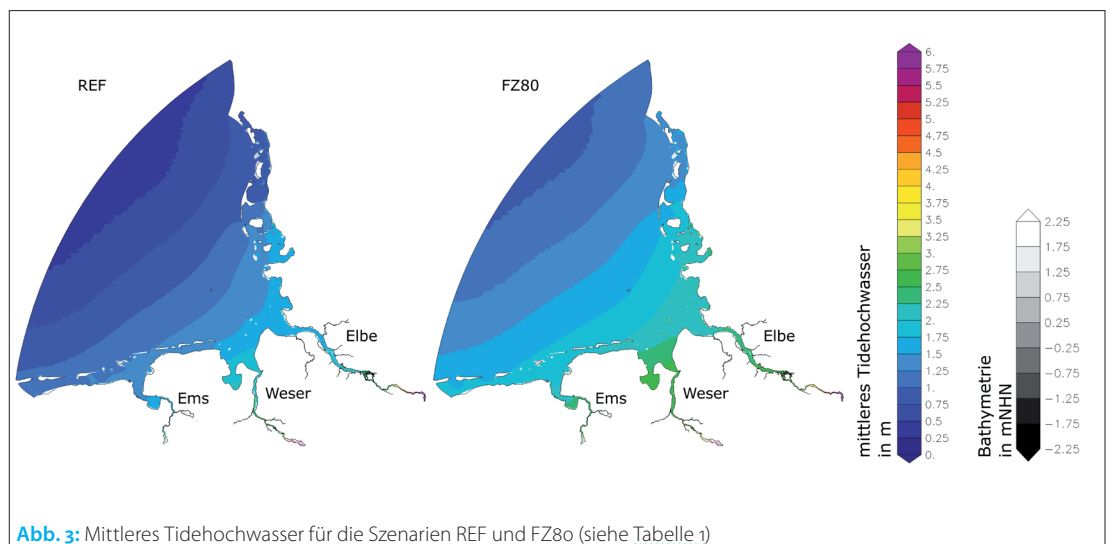 REF
FZ80
Elbe
Weser
Ems
Elbe
Weser
Ems
mittleres Tidehochwasser
in m
6.
5.75
5.5
5.25
5.
4.75
4.5
4.25
4.
3.75
3.5
3.25
3.
2.75
2.5
2.25
2.
1.75
1.5
1.25
1.
0.75
0.5
0.25
0.
Bathymetrie
in mNHN
2.25
1.75
1.25
0.75
0.25
−0.25
−0.75
−1.25
−1.75
−2.25
Abb. 3: Mittleres Tidehochwasser für die Szenarien REF und FZ80 (siehe Tabelle 1)